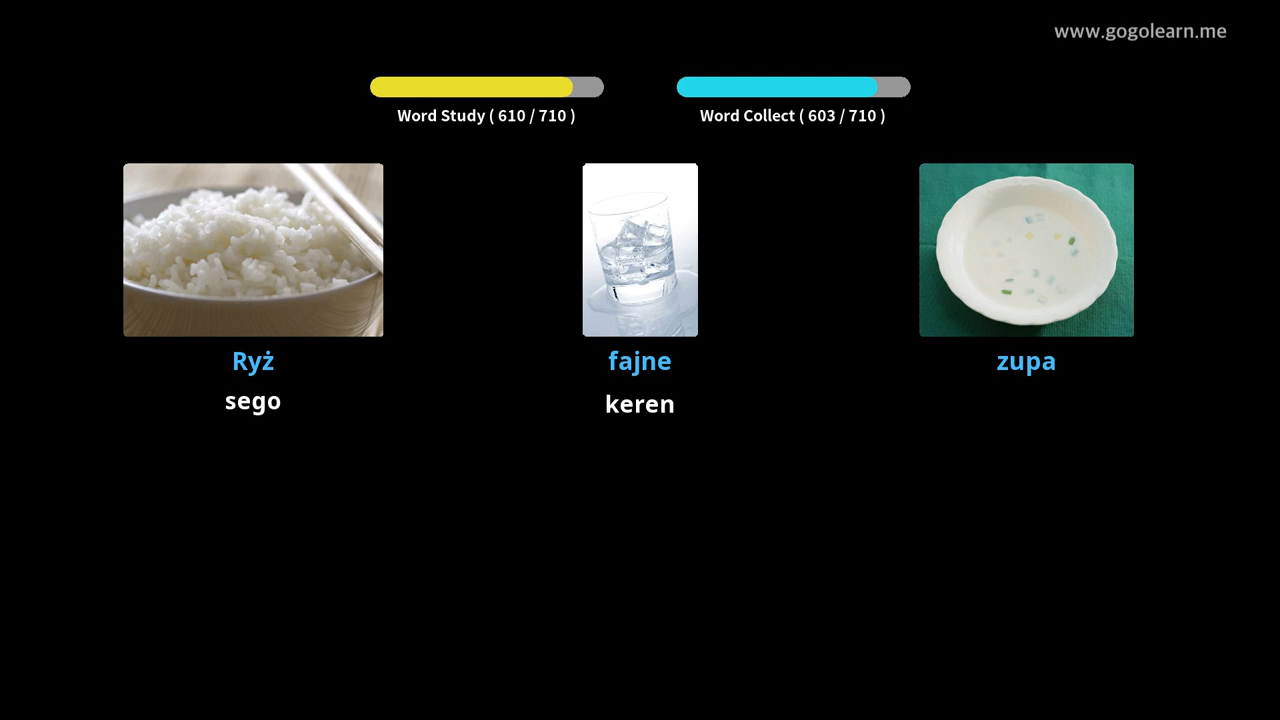 www.gogolearn.me
Word Study ( 610 / 710 )
Word Collect ( 603 / 710 )
Ryż
fajne
zupa
sego
keren